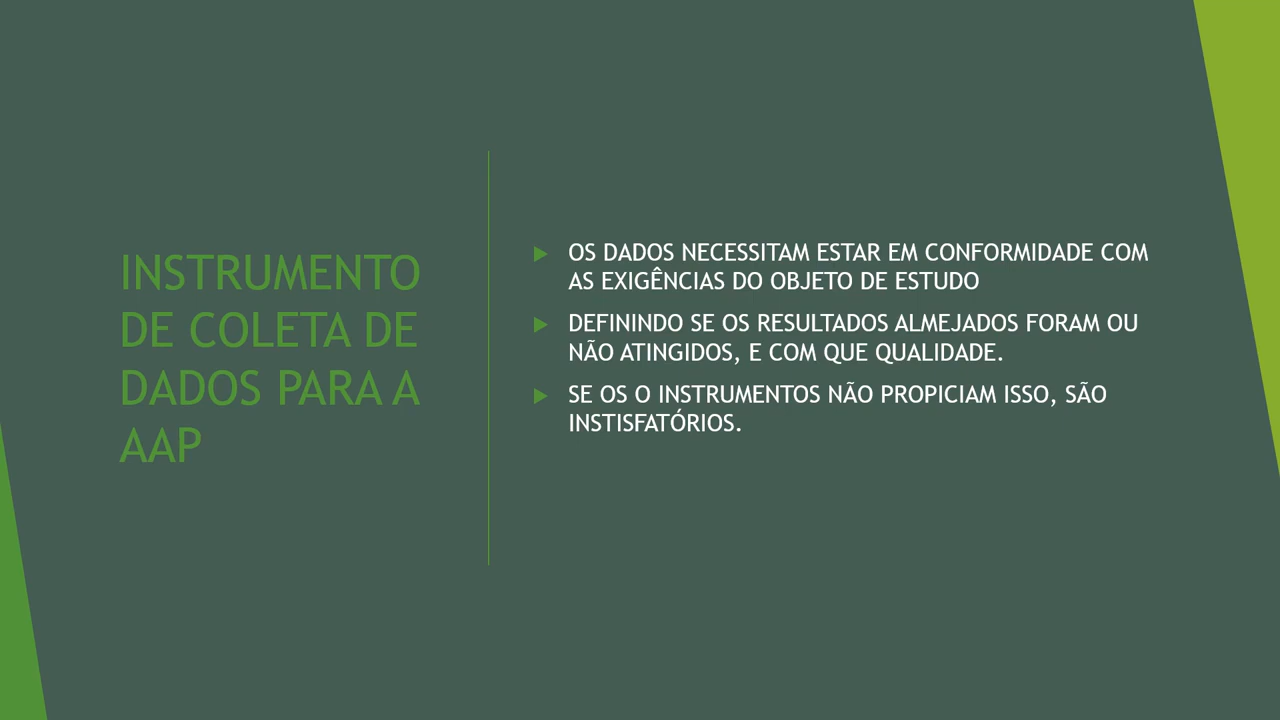 INSTRUMENTO
DE COLETA DE
DADOS PARA A
AAP
OS DADOS NECESSITAM ESTAR EM CONFORMIDADE COM
AS EXIGÊNCIAS DO OBJETO DE ESTUDO
DEFININDO SE OS RESULTADOS ALMEJADOS FORAM OU
NÃO ATINGIDOS, E COM QUE QUALIDADE.
SE OS O INSTRUMENTOS NÃO PROPICIAM ISSO, SÃO
INSTISFATÓRIOS.